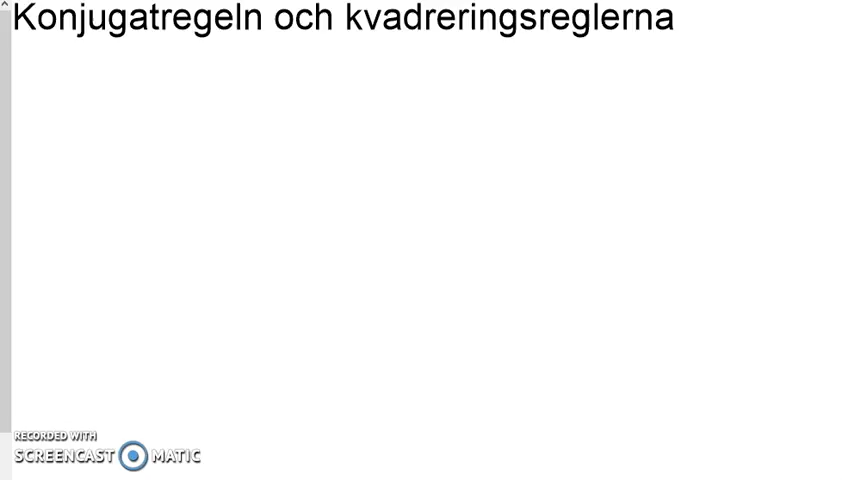 Konjugatregeln och kvadreringsreglerna
RECORDED WITH
SCREENCAST MATIC